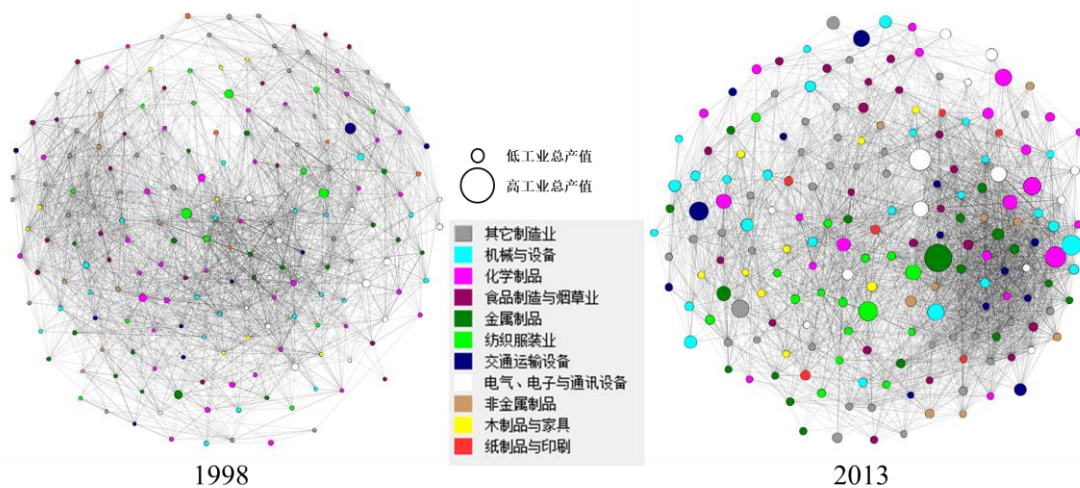 低工业总产值
高工业总产值
其它制造业
机械与设备
化学制品
食品制造与烟草业
金属制品
纺织服装业
交通运输设备
电气、电子与通讯设备
非金属制品
木制品与家具
纸制品与印刷
1998
2013